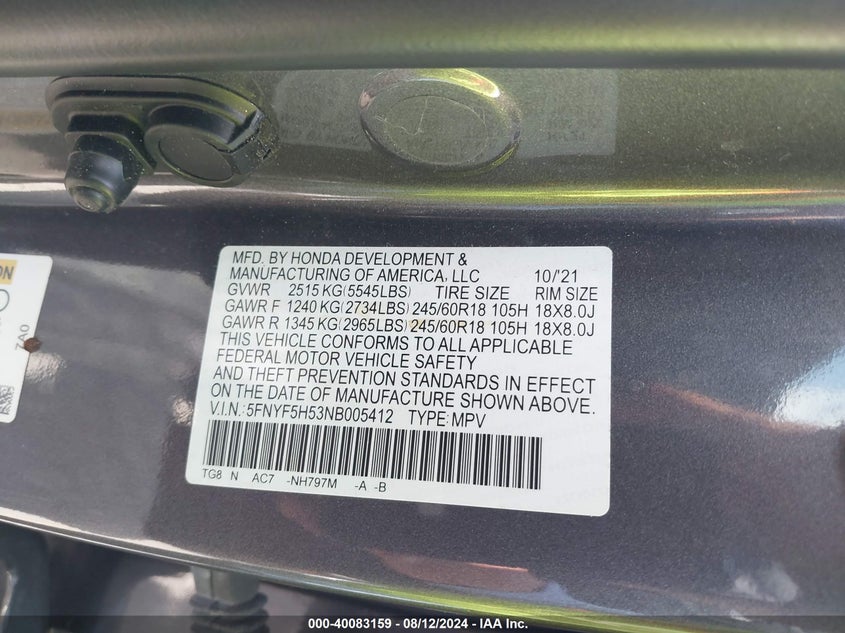 MFD. BY HONDA DEVELOPMENT &
MANUFACTURING OF AMERICA, LLC 10/'21
GVWR 2515 KG(5545LBS) TIRE SIZE RIM SIZE
GAWR F 1240 KG(2734LBS) 245/60R18 105H 18X8.0J
GAWR R 1345 KG(2965LBS) 245/60R18 105H 18X8.0J
THIS VEHICLE CONFORMS TO ALL APPLICABLE
FEDERAL MOTOR VEHICLE SAFETY
AND THEFT PREVENTION STANDARDS IN EFFECT
ON THE DATE OF MANUFACTURE SHOWN ABOVE.
V.I.N.: 5FNYF5H53NB005412 TYPE: MPV
TG8 N AC7 -NH797M -A -B
ON
7A0
000-40083159 - 08/12/2024 - IAA Inc.